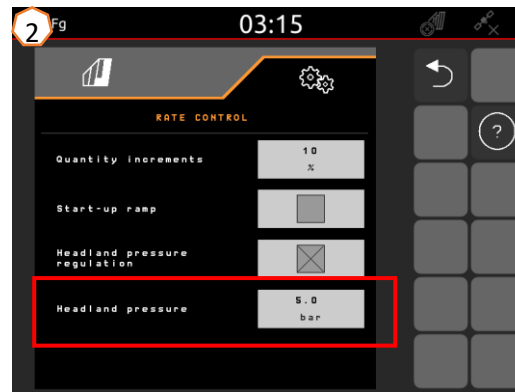 2
Fg
03:15
RATE CONTROL
Quantity increments
10
%
Start-up ramp
Headland pressure
regulation
Headland pressure
5.0
bar
?